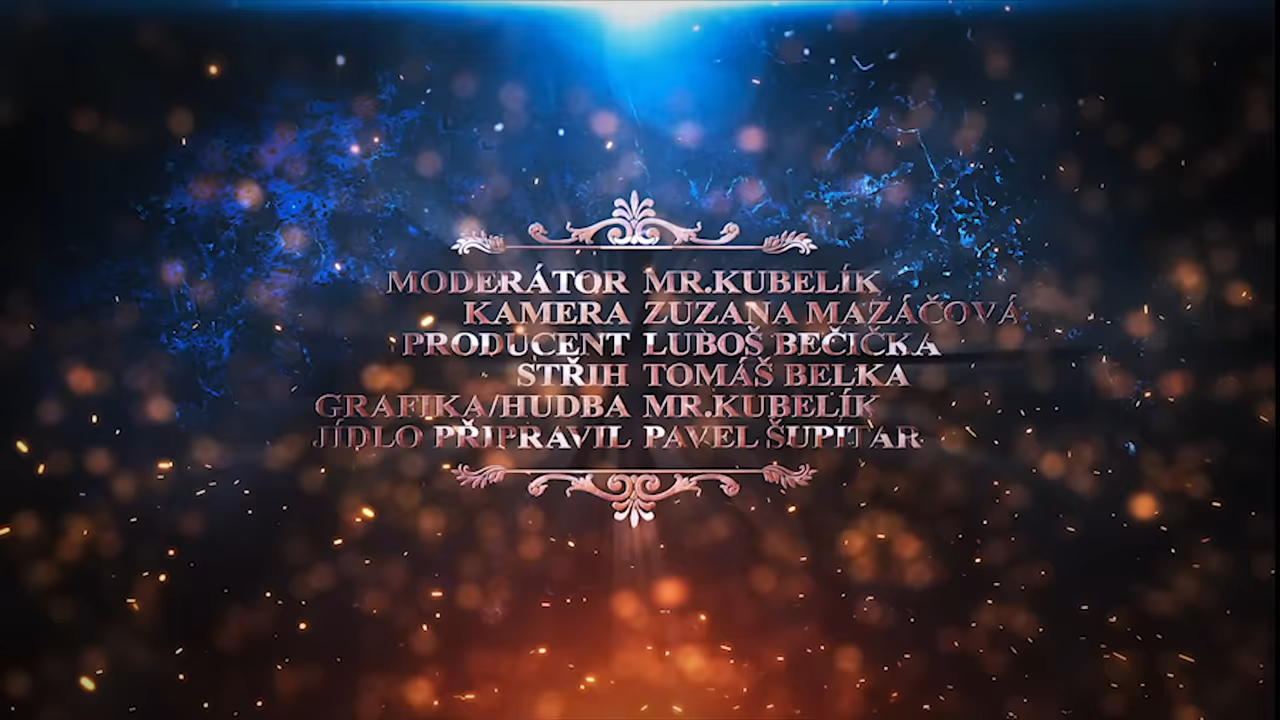 MODERÁTOR MR.KUBELÍK
KAMERA ZUZANA MAZÁČOVÁ
PRODUCENT LUBOŠ BEČIČKA
STŘIH TOMÁŠ BELKA
GRAFIKA/HUDBA MR.KUBELÍK
JÍDLO PŘIPRAVIL PAVEL ŠUPITAR